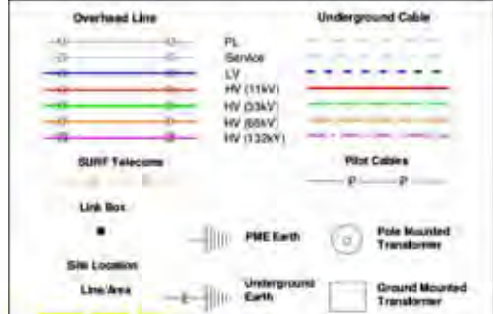 Overhead Line
Underground Cable
PL
Service
LV
HV (11kV)
HV (33kV)
HV (66kV)
HV (132kV)
SURF Telecoms
Pilot Cables
P P
Link Box
PME Earth
Pole Mounted
Transformer
Site Location
Line/Area
E
Underground
Earth
Ground Mounted
Transformer